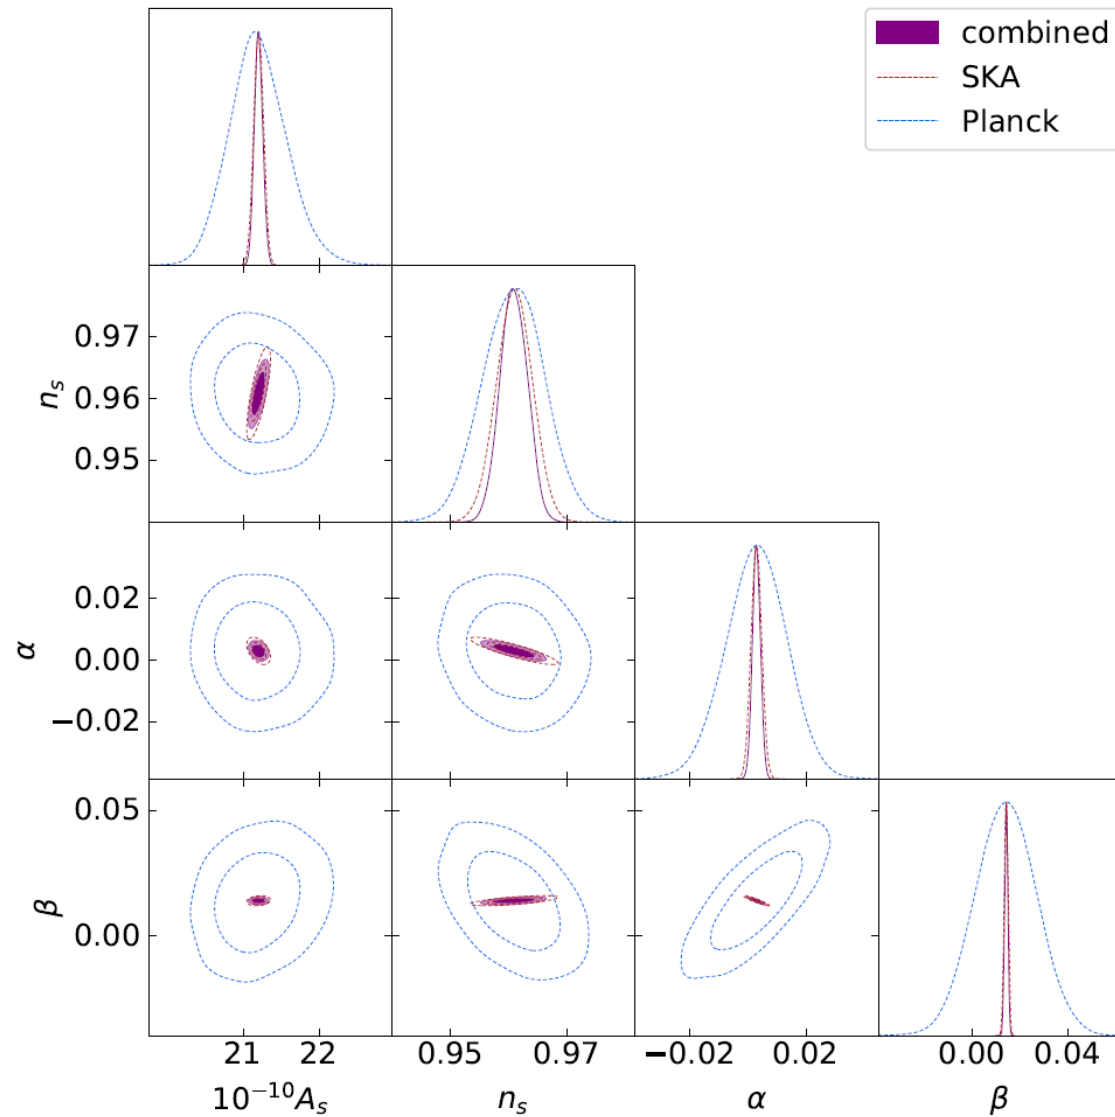 combined
SKA
Planck
0.97
0.96
0.95
n_s
0.02
0.00
−0.02
α
0.05
0.00
β
21 22
0.95 0.97
−0.02 0.02
0.00 0.04
10^{-10}A_s
n_s
α
β